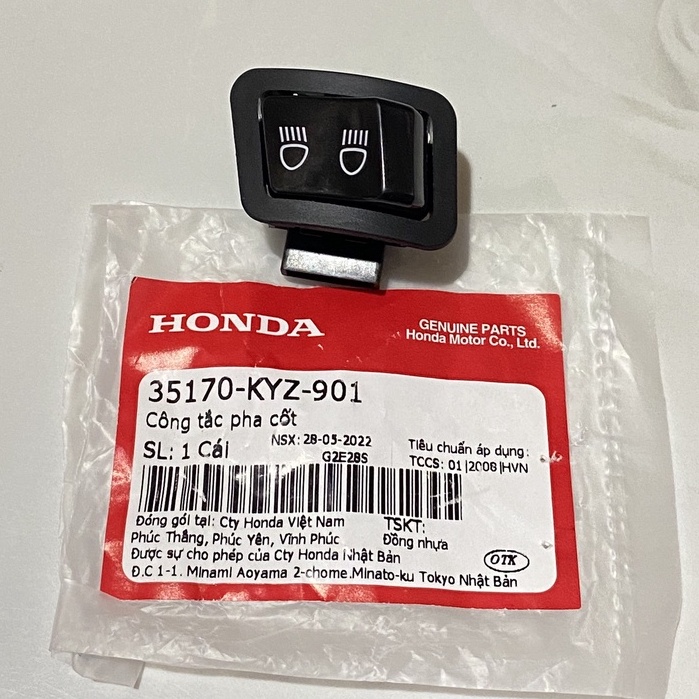 HONDA
GENUINE PARTS
Honda Motor Co., Ltd.
35170-KYZ-901
Công tắc pha cốt
SL: 1 Cái
NSX: 28-05-2022
G2E28S
Tiêu chuẩn áp dụng:
TCCS: 01|2008|HVN
Đóng gói tại: Cty Honda Việt Nam
TSKT:
Phúc Thắng, Phúc Yên, Vĩnh Phúc
Đồng nhựa
Được sự cho phép của Cty Honda Nhật Bản
OTK
Đ.C 1-1. Minami Aoyama 2-chome.Minato-ku Tokyo Nhật Bản